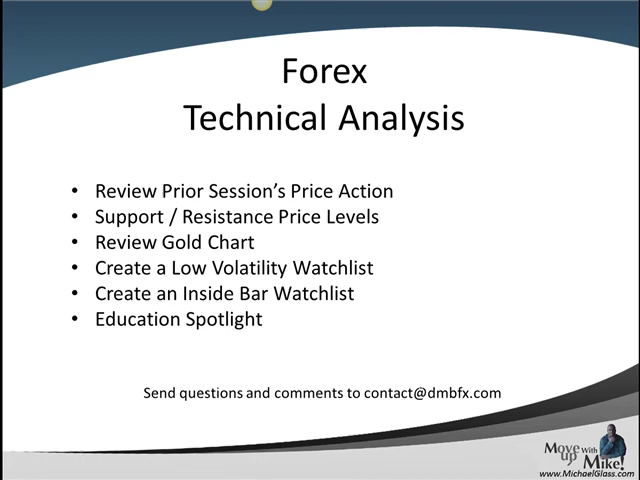 Forex
Technical Analysis
• Review Prior Session's Price Action
• Support / Resistance Price Levels
• Review Gold Chart
• Create a Low Volatility Watchlist
• Create an Inside Bar Watchlist
• Education Spotlight
Send questions and comments to contact@dmbfx.com
Move up With Mike!
www.MichaelGlass.com